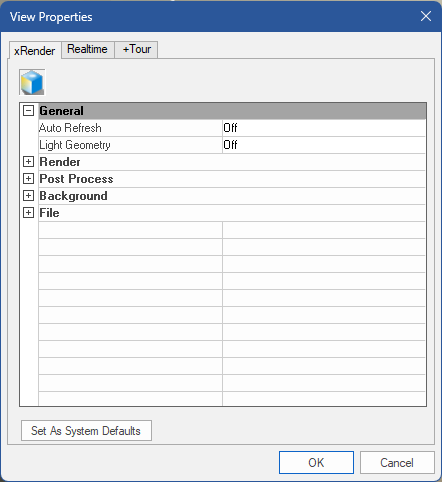 View Properties
xRender Realtime +Tour
General
Auto Refresh Off
Light Geometry Off
Render
Post Process
Background
File
Set As System Defaults
OK Cancel